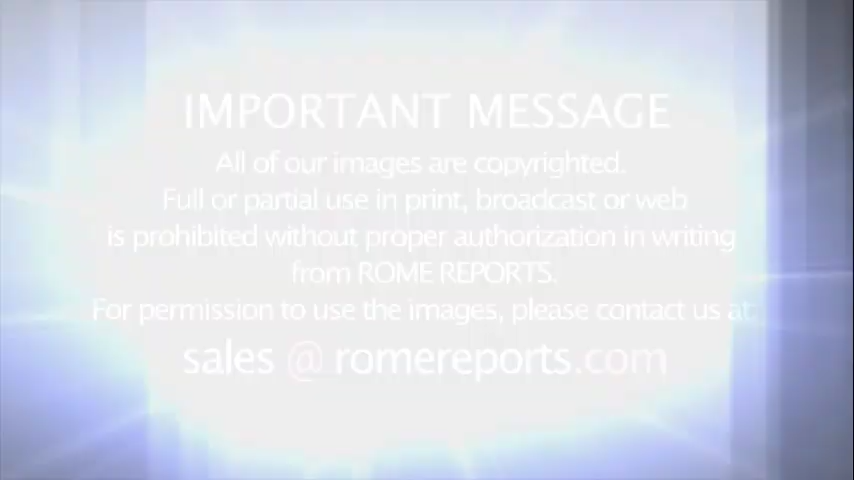 IMPORTANT MESSAGE
All of our images are copyrighted.
Full or partial use in print, broadcast or web
is prohibited without proper authorization in writing
from ROME REPORTS.
For permission to use the images, please contact us at
sales @ romereports.com